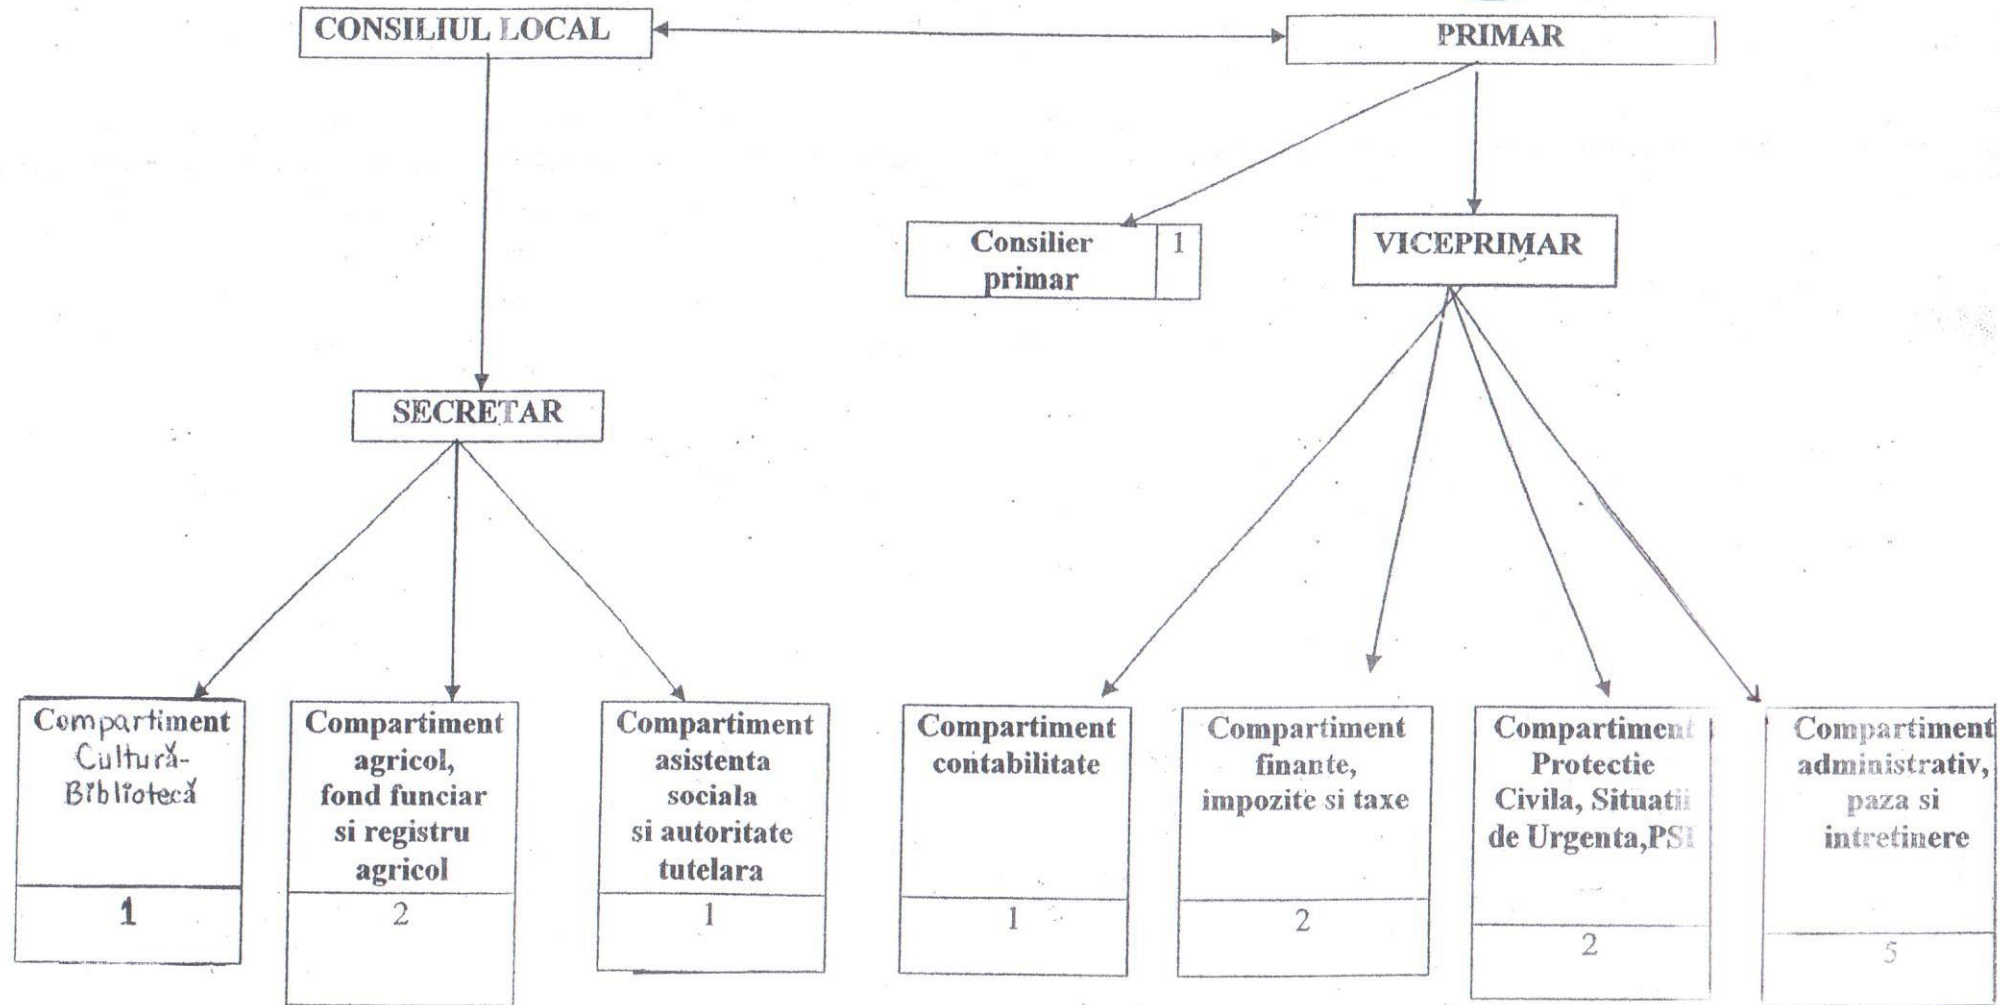 CONSILIUL LOCAL
PRIMAR
Consilier
primar
1
VICEPRIMAR
SECRETAR
Compartiment
Cultură-
Bibliotecă
1
Compartiment
agricol,
fond funciar
si registru
agricol
2
Compartiment
asistenta
sociala
si autoritate
tutelara
1
Compartiment
contabilitate
1
Compartiment
finante,
impozite si taxe
2
Compartiment
Protectie
Civila, Situatii
de Urgenta,PSI
2
Compartiment
administrativ,
paza si
intretinere
5